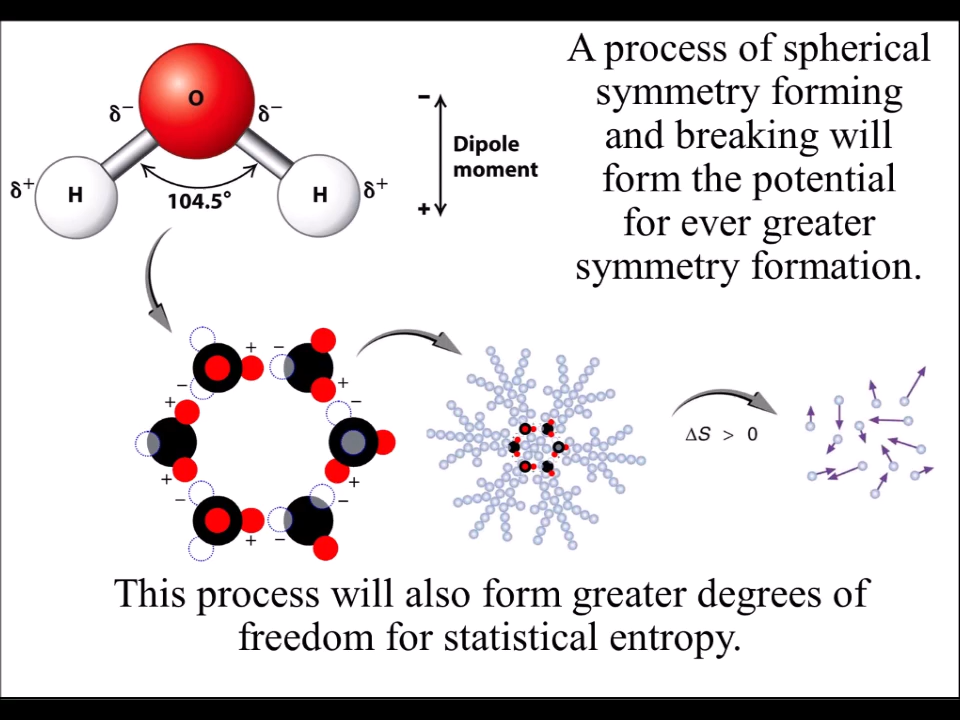 A process of spherical
symmetry forming
and breaking will
form the potential
for ever greater
symmetry formation.
O
δ− δ−
δ+ H H δ+
104.5°
−
Dipole
moment
+
+ − 
− +
+ −
+ +
− −
+ −
ΔS > 0
This process will also form greater degrees of
freedom for statistical entropy.